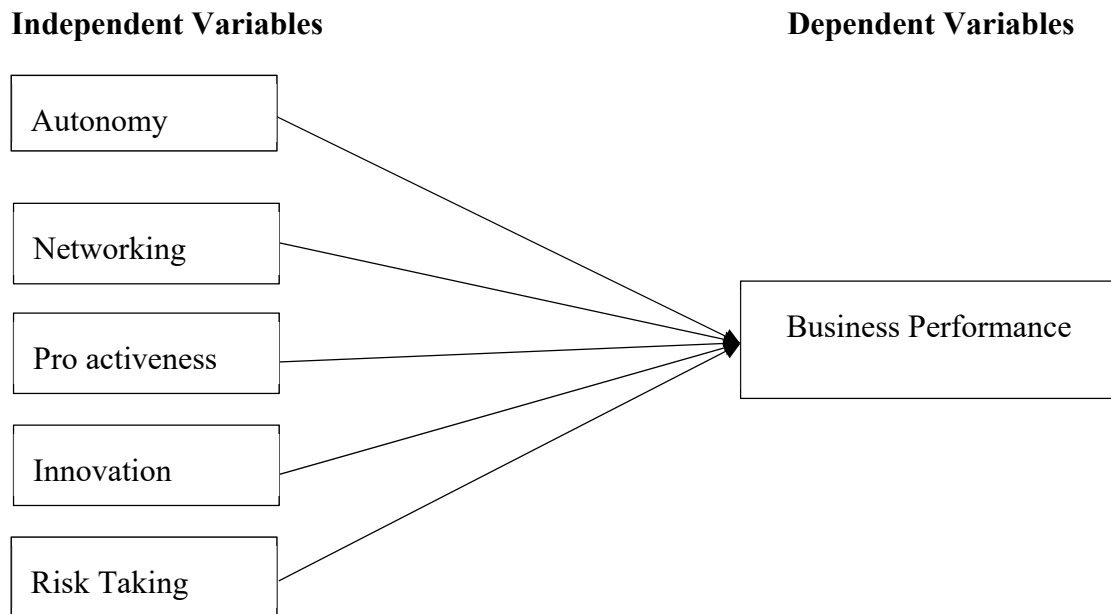 Independent Variables
Dependent Variables
Autonomy
Networking
Pro activeness
Innovation
Risk Taking
Business Performance